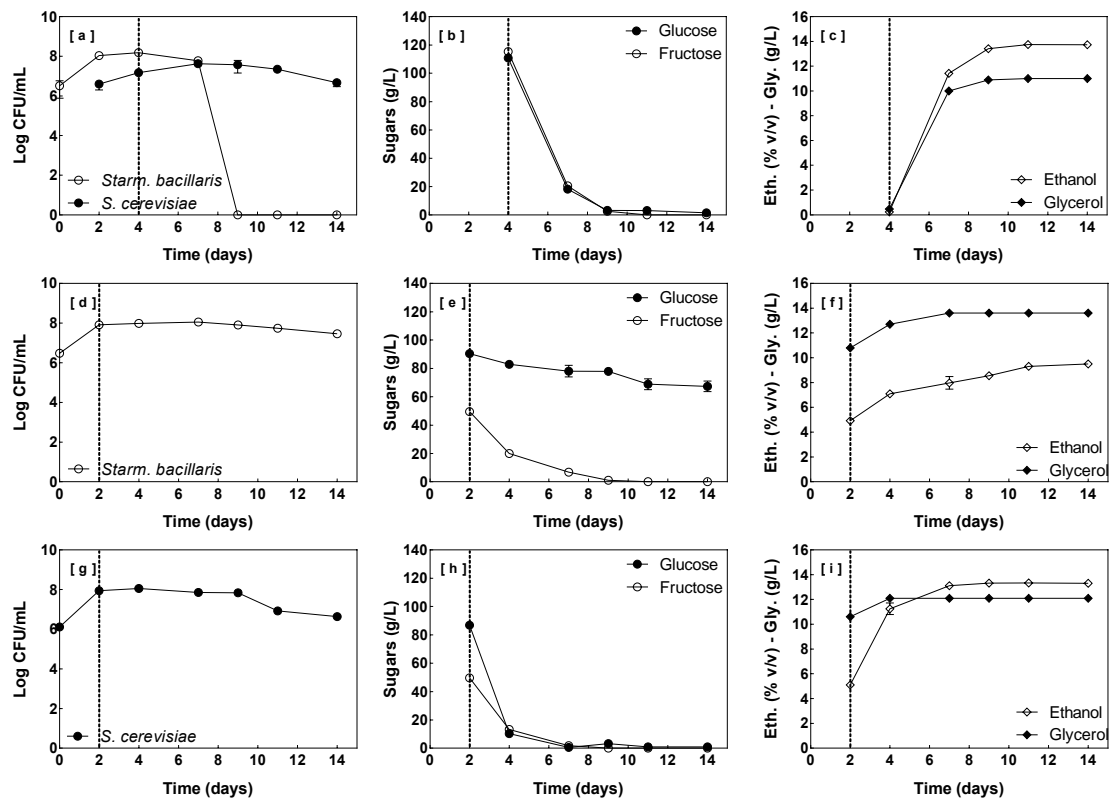 [ a ]
Log CFU/mL
10
8
6
4
2
0
Starm. bacillaris
S. cerevisiae
0 2 4 6 8 10 12 14
Time (days)
[ b ]
Sugars (g/L)
140
120
100
80
60
40
20
0
Glucose
Fructose
0 2 4 6 8 10 12 14
Time (days)
[ c ]
Eth. (% v/v) - Gly. (g/L)
16
14
12
10
8
6
4
2
0
Ethanol
Glycerol
0 2 4 6 8 10 12 14
Time (days)
[ d ]
Log CFU/mL
10
8
6
4
2
0
Starm. bacillaris
0 2 4 6 8 10 12 14
Time (days)
[ e ]
Sugars (g/L)
140
120
100
80
60
40
20
0
Glucose
Fructose
0 2 4 6 8 10 12 14
Time (days)
[ f ]
Eth. (% v/v) - Gly. (g/L)
16
14
12
10
8
6
4
2
0
Ethanol
Glycerol
0 2 4 6 8 10 12 14
Time (days)
[ g ]
Log CFU/mL
10
8
6
4
2
0
S. cerevisiae
0 2 4 6 8 10 12 14
Time (days)
[ h ]
Sugars (g/L)
140
120
100
80
60
40
20
0
Glucose
Fructose
0 2 4 6 8 10 12 14
Time (days)
[ i ]
Eth. (% v/v) - Gly. (g/L)
16
14
12
10
8
6
4
2
0
Ethanol
Glycerol
0 2 4 6 8 10 12 14
Time (days)